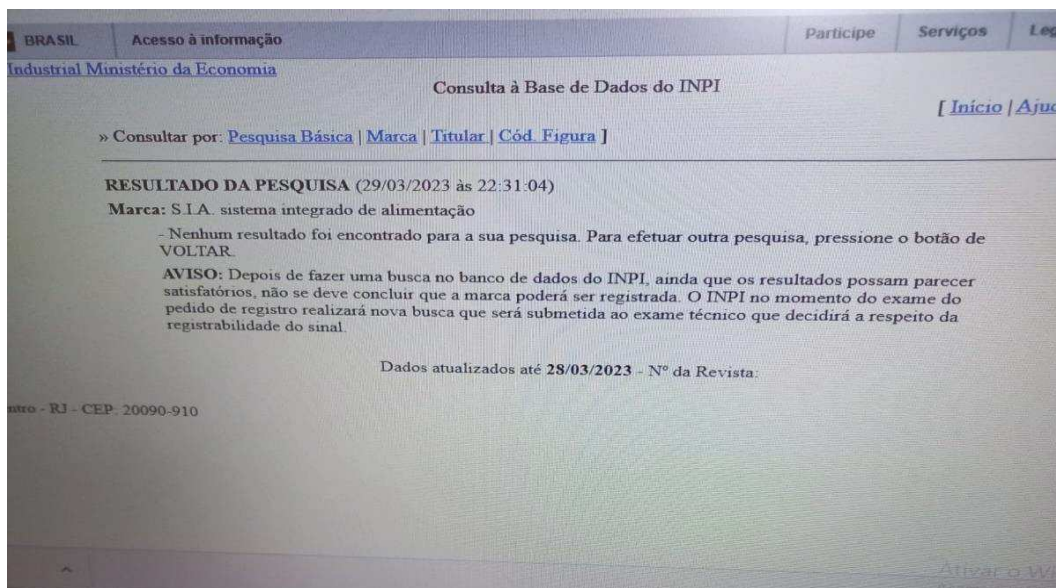 BRASIL Acesso à informação Participe Serviços Leg
Industrial Ministério da Economia
Consulta à Base de Dados do INPI
[ Início | Ajud
» Consultar por: Pesquisa Básica | Marca | Titular | Cód. Figura ]
RESULTADO DA PESQUISA (29/03/2023 às 22:31:04)
Marca: S.I.A. sistema integrado de alimentação
- Nenhum resultado foi encontrado para a sua pesquisa. Para efetuar outra pesquisa, pressione o botão de
VOLTAR.
AVISO: Depois de fazer uma busca no banco de dados do INPI, ainda que os resultados possam parecer
satisfatórios, não se deve concluir que a marca poderá ser registrada. O INPI no momento do exame do
pedido de registro realizará nova busca que será submetida ao exame técnico que decidirá a respeito da
registrabilidade do sinal.
Dados atualizados até 28/03/2023 - Nº da Revista:
ntro - RJ - CEP: 20090-910
Ativar o Wi